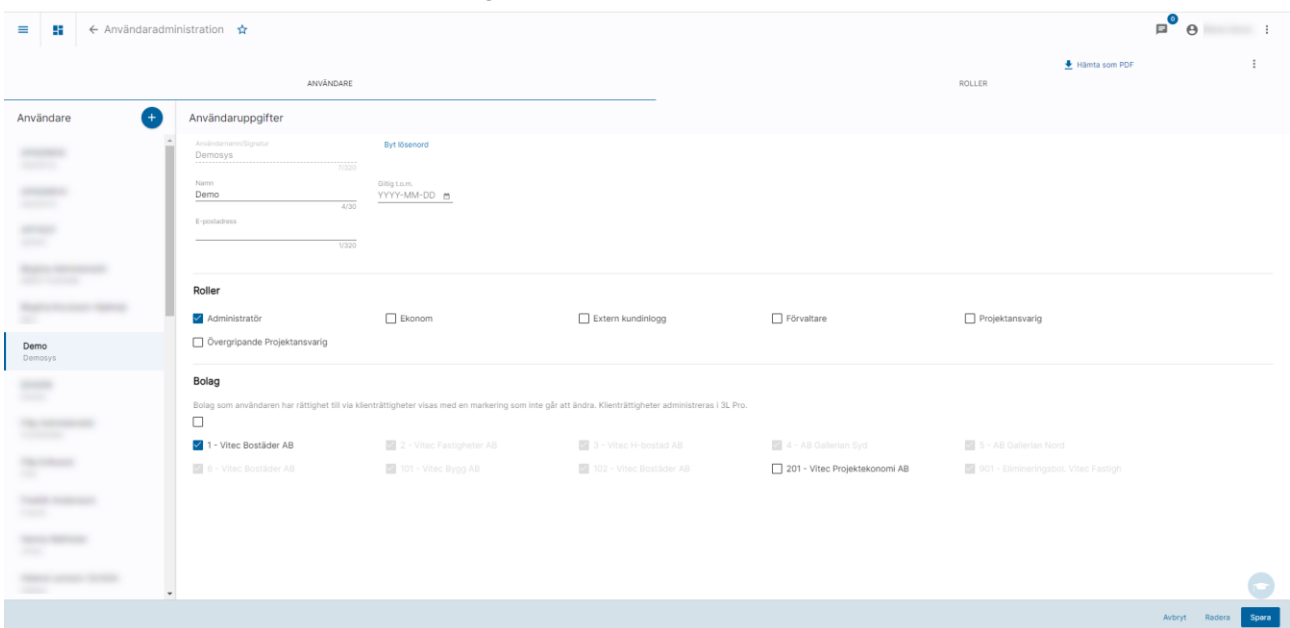 Användaradministration
0
Hämta som PDF
ANVÄNDARE
ROLLER
Användare
Användaruppgifter
Användarnamn/Signatur
Demosys
1/320
Byt lösenord
Namn
Demo
4/30
Giltig t.o.m.
YYYY-MM-DD
E-postadress
1/320
Roller
Administratör
Ekonom
Extern kundinlogg
Förvaltare
Projektansvarig
Övergripande Projektansvarig
Demo
Demosys
Bolag
Bolag som användaren har rättighet till via klienträttigheter visas med en markering som inte går att ändra. Klienträttigheter administreras i 3L Pro.
1 - Vitec Bostäder AB
2 - Vitec Fastigheter AB
3 - Vitec H-bostad AB
4 - AB Gallerian Syd
5 - AB Gallerian Nord
6 - Vitec Bostäder AB
101 - Vitec Bygg AB
102 - Vitec Bostäder AB
201 - Vitec Projektekonomi AB
901 - Elimineringsbol. Vitec Fastigh
Avbryt
Radera
Spara